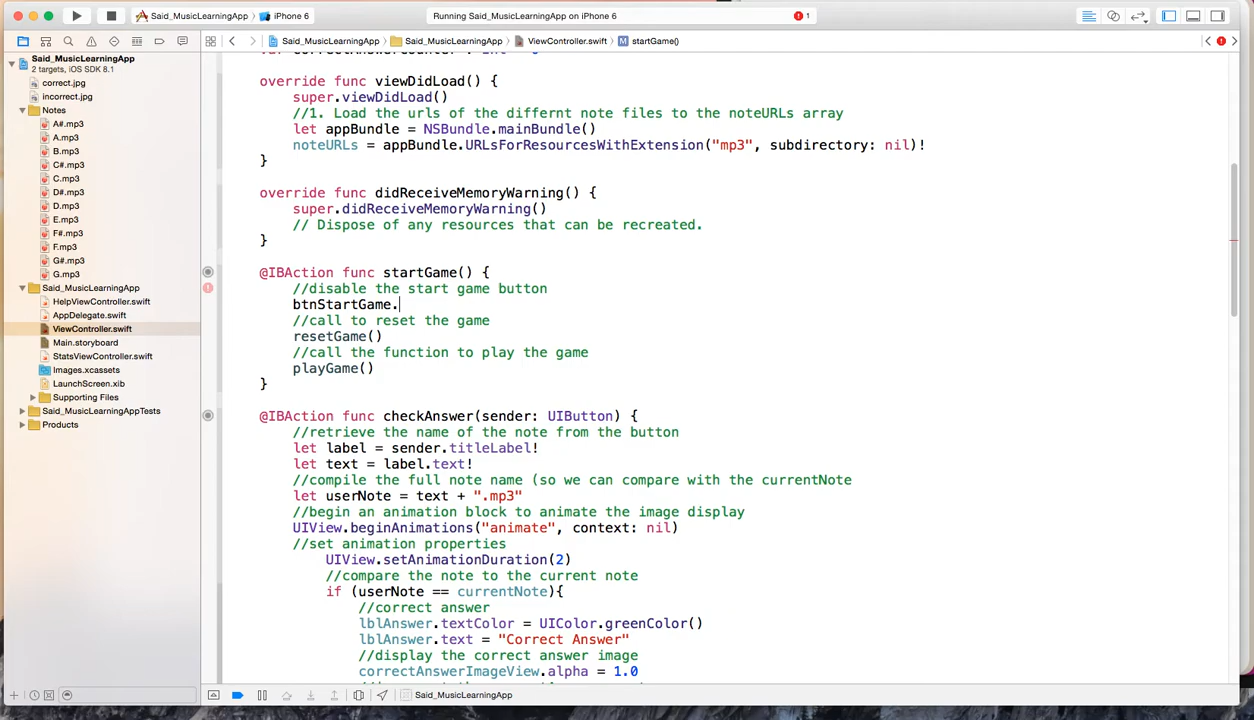 Said_MusicLearningApp
iPhone 6
Running Said_MusicLearningApp on iPhone 6
1
Said_MusicLearningApp
Said_MusicLearningApp
ViewController.swift
M
startGame()
Said_MusicLearningApp
2 targets, iOS SDK 8.1
correct.jpg
incorrect.jpg
Notes
A#.mp3
A.mp3
B.mp3
C#.mp3
C.mp3
D#.mp3
D.mp3
E.mp3
F#.mp3
F.mp3
G#.mp3
G.mp3
Said_MusicLearningApp
HelpViewController.swift
AppDelegate.swift
ViewController.swift
Main.storyboard
StatsViewController.swift
Images.xcassets
LaunchScreen.xib
Supporting Files
Said_MusicLearningAppTests
Products
override func viewDidLoad() {
super.viewDidLoad()
//1. Load the urls of the differnt note files to the noteURLs array
let appBundle = NSBundle.mainBundle()
noteURLs = appBundle.URLsForResourcesWithExtension("mp3", subdirectory: nil)!
}
override func didReceiveMemoryWarning() {
super.didReceiveMemoryWarning()
// Dispose of any resources that can be recreated.
}
@IBAction func startGame() {
//disable the start game button
btnStartGame.
//call to reset the game
resetGame()
//call the function to play the game
playGame()
}
@IBAction func checkAnswer(sender: UIButton) {
//retrieve the name of the note from the button
let label = sender.titleLabel!
let text = label.text!
//compile the full note name (so we can compare with the currentNote
let userNote = text + ".mp3"
//begin an animation block to animate the image display
UIView.beginAnimations("animate", context: nil)
//set animation properties
UIView.setAnimationDuration(2)
//compare the note to the current note
if (userNote == currentNote){
//correct answer
lblAnswer.textColor = UIColor.greenColor()
lblAnswer.text = "Correct Answer"
//display the correct answer image
correctAnswerImageView.alpha = 1.0
Said_MusicLearningApp